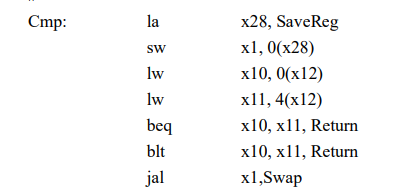 Cmp: la x28, SaveReg
sw x1, 0(x28)
lw x10, 0(x12)
lw x11, 4(x12)
beq x10, x11, Return
blt x10, x11, Return
jal x1,Swap